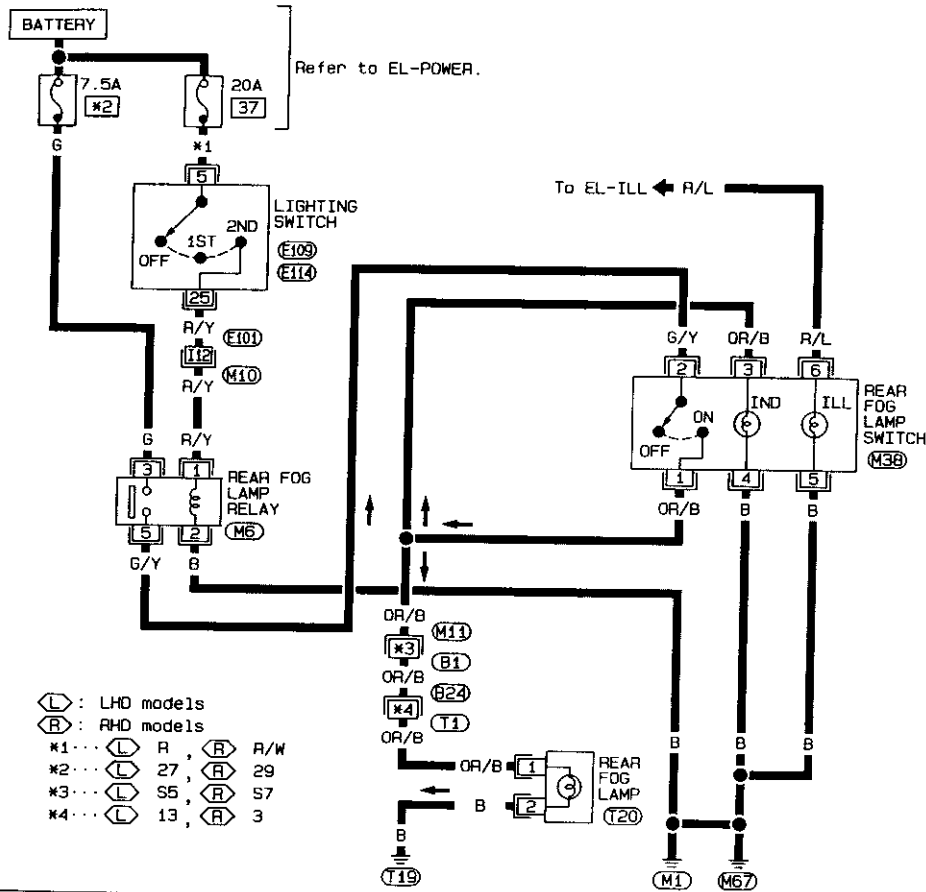 BATTERY
7.5A
*2
20A
37
Refer to EL-POWER.
G
*1
5
LIGHTING
SWITCH
OFF
1ST
2ND
E109
E114
25
R/Y
E101
I12
M10
R/Y
To EL-ILL
R/L
G/Y
OR/B
R/L
2
3
6
OFF
ON
IND
ILL
REAR
FOG
LAMP
SWITCH
M38
1
4
5
OR/B
B
B
G
R/Y
3
1
REAR FOG
LAMP
RELAY
M6
5
2
G/Y
B
OR/B
M11
*3
B1
OR/B
B24
*4
T1
OR/B
OR/B
1
REAR
FOG
LAMP
T20
B
2
B
T19
B
B
B
M1
M67
L : LHD models
R : RHD models
*1··· L R , R R/W
*2··· L 27 , R 29
*3··· L S5 , R S7
*4··· L 13 , R 3